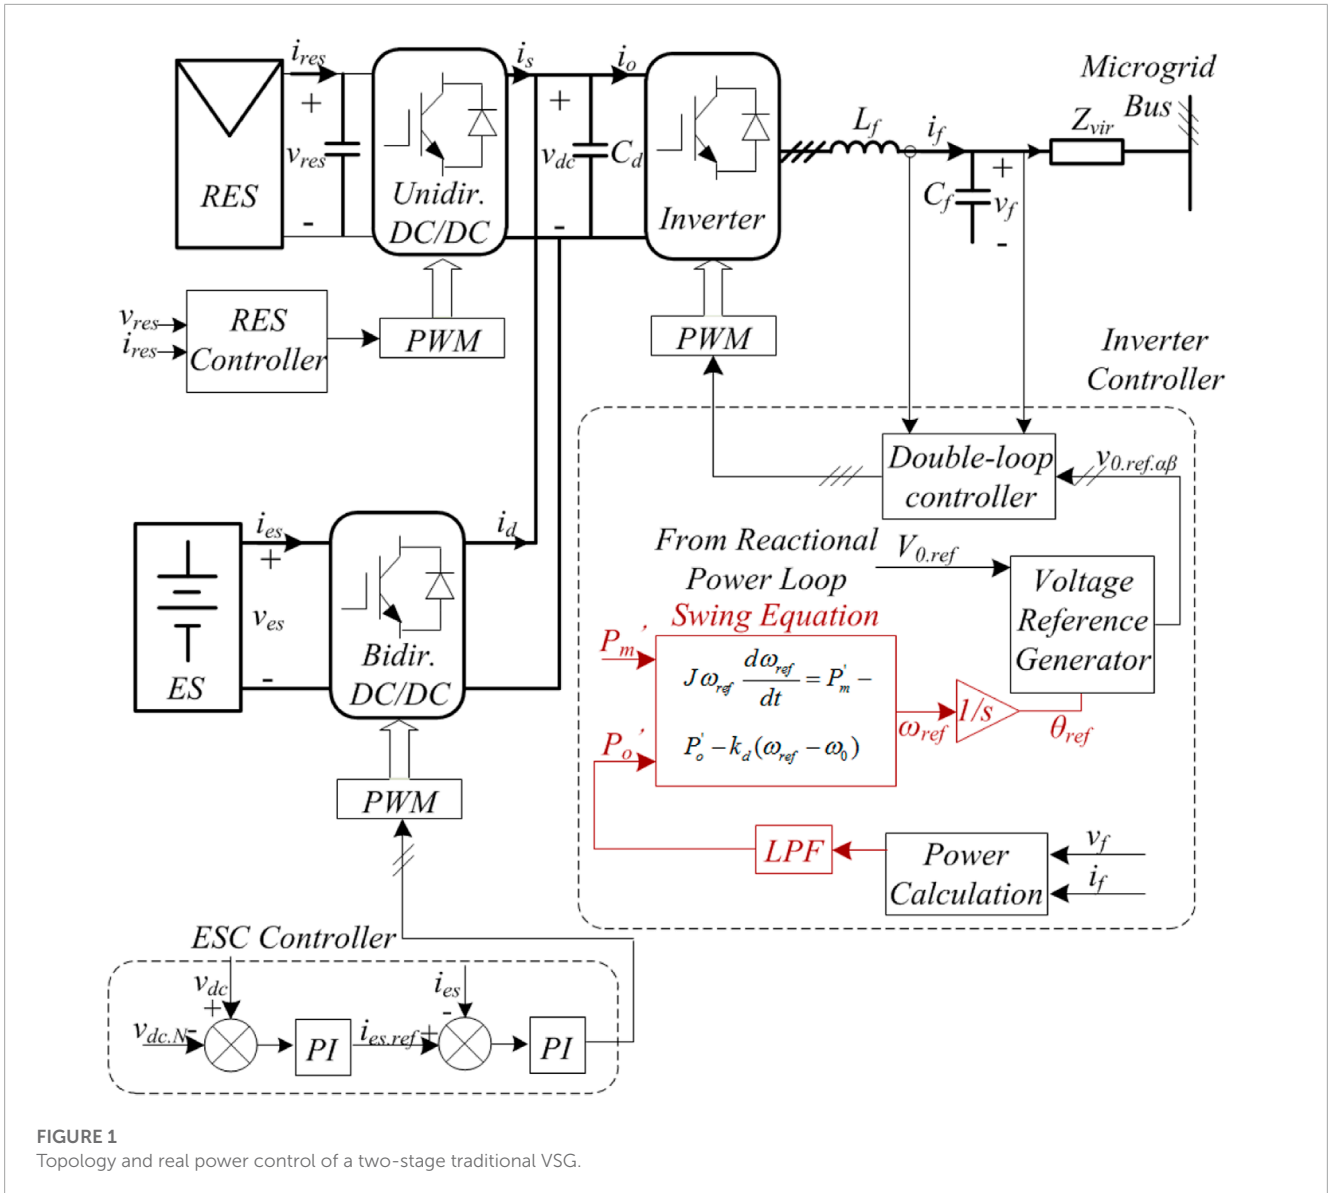 i_res
i_s
i_o
Microgrid
Bus
+
+
L_f
i_f
Z_vir
v_res
v_dc
C_d
+
RES
Unidir.
DC/DC
Inverter
C_f
v_f
-
-
-
v_res
i_res
RES
Controller
PWM
PWM
Inverter
Controller
Double-loop
controller
v_0.ref.αβ
i_es
i_d
+
From Reactional
Power Loop
V_0.ref
Voltage
Reference
Generator
v_es
Swing Equation
P_m'
Jω_ref dω_ref/dt = P'_m −
P'_o − k_d(ω_ref − ω_0)
Bidir.
DC/DC
ES
-
ω_ref
1/s
θ_ref
P_o'
PWM
LPF
Power
Calculation
v_f
i_f
ESC Controller
v_dc
+
i_es
-
v_dc.N
-
PI
i_es.ref
+
PI
FIGURE 1
Topology and real power control of a two-stage traditional VSG.